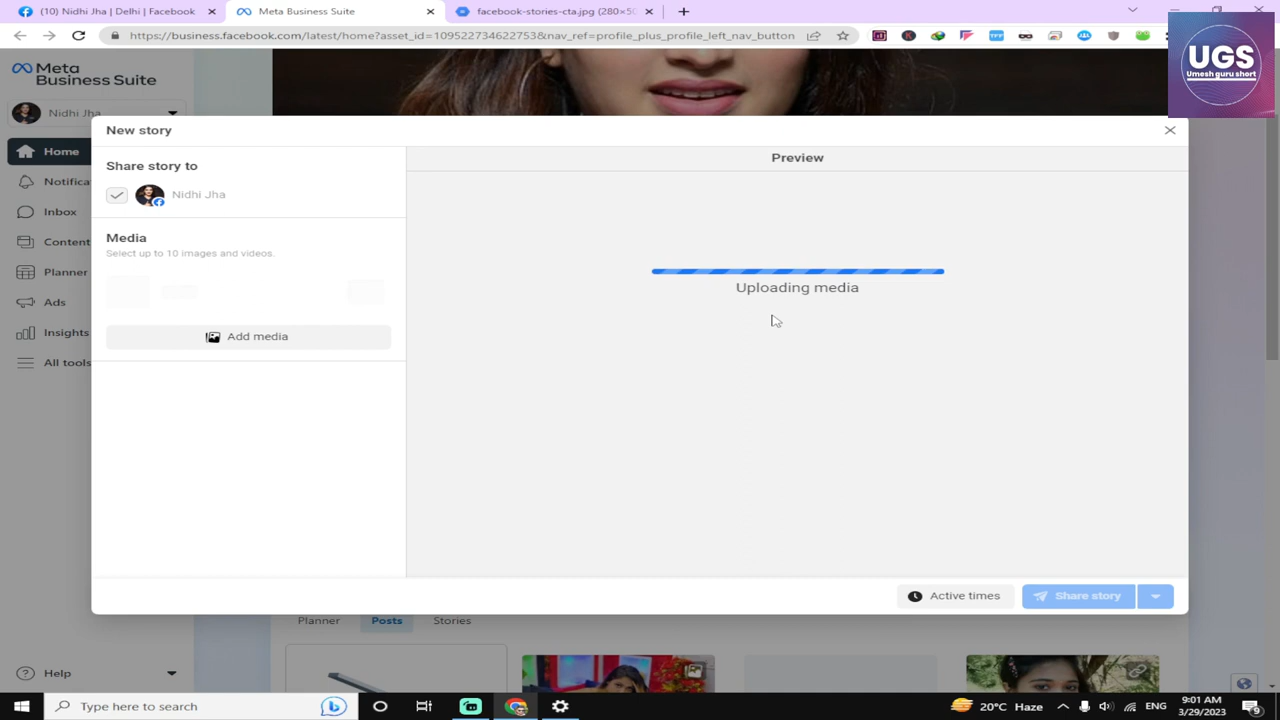 (10) Nidhi Jha | Delhi | Facebook
Meta Business Suite
facebook-stories-cta.jpg (280×50
https://business.facebook.com/latest/home?asset_id=109522734622753&nav_ref=profile_plus_profile_left_nav_button
UGS
Umesh guru short
Meta
Business Suite
Nidhi Jha
New story
Home
Share story to
Preview
Notifica
Nidhi Jha
Inbox
Content
Media
Select up to 10 images and videos.
Planner
Uploading media
Ads
Insights
Add media
All tools
Active times
Share story
Planner
Posts
Stories
Help
Type here to search
20°C Haze
ENG
9:01 AM
3/29/2023
9